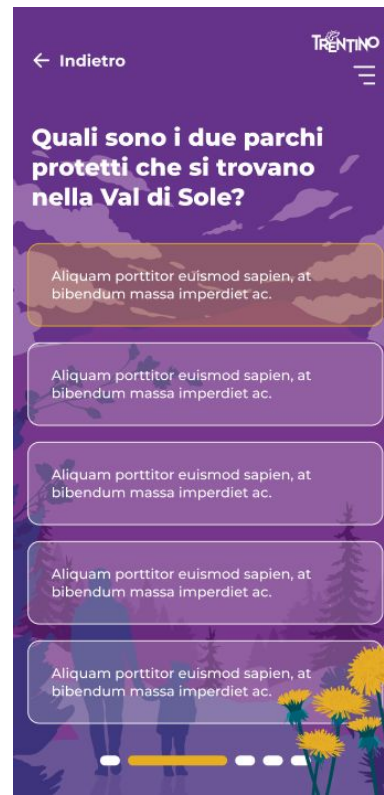 TRENTINO
← Indietro
Quali sono i due parchi
protetti che si trovano
nella Val di Sole?
Aliquam porttitor euismod sapien, at
bibendum massa imperdiet ac.
Aliquam porttitor euismod sapien, at
bibendum massa imperdiet ac.
Aliquam porttitor euismod sapien, at
bibendum massa imperdiet ac.
Aliquam porttitor euismod sapien, at
bibendum massa imperdiet ac.
Aliquam porttitor euismod sapien, at
bibendum massa imperdiet ac.